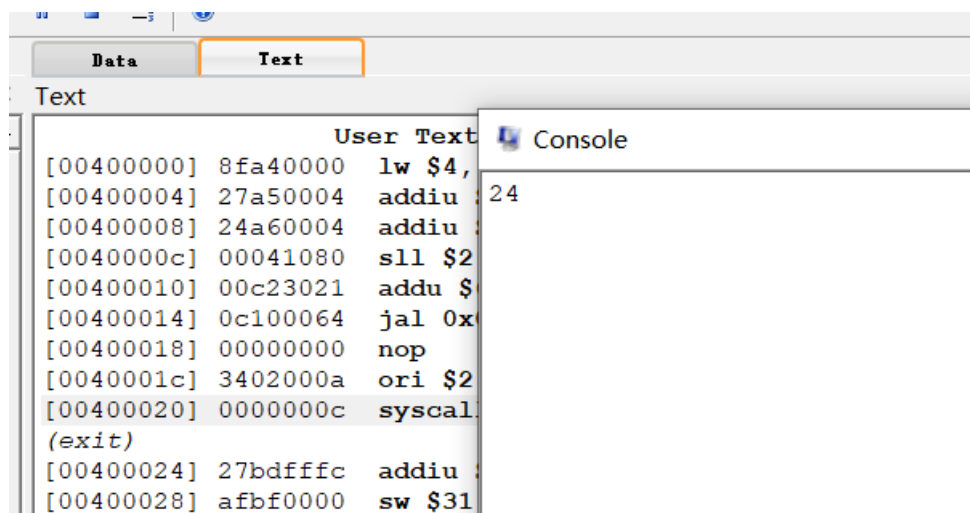 Data Text
Text
User Text
[00400000] 8fa40000 lw $4,
[00400004] 27a50004 addiu
[00400008] 24a60004 addiu
[0040000c] 00041080 sll $2
[00400010] 00c23021 addu $
[00400014] 0c100064 jal 0x
[00400018] 00000000 nop
[0040001c] 3402000a ori $2
[00400020] 0000000c syscal
(exit)
[00400024] 27bdfffc addiu
[00400028] afbf0000 sw $31
Console
24